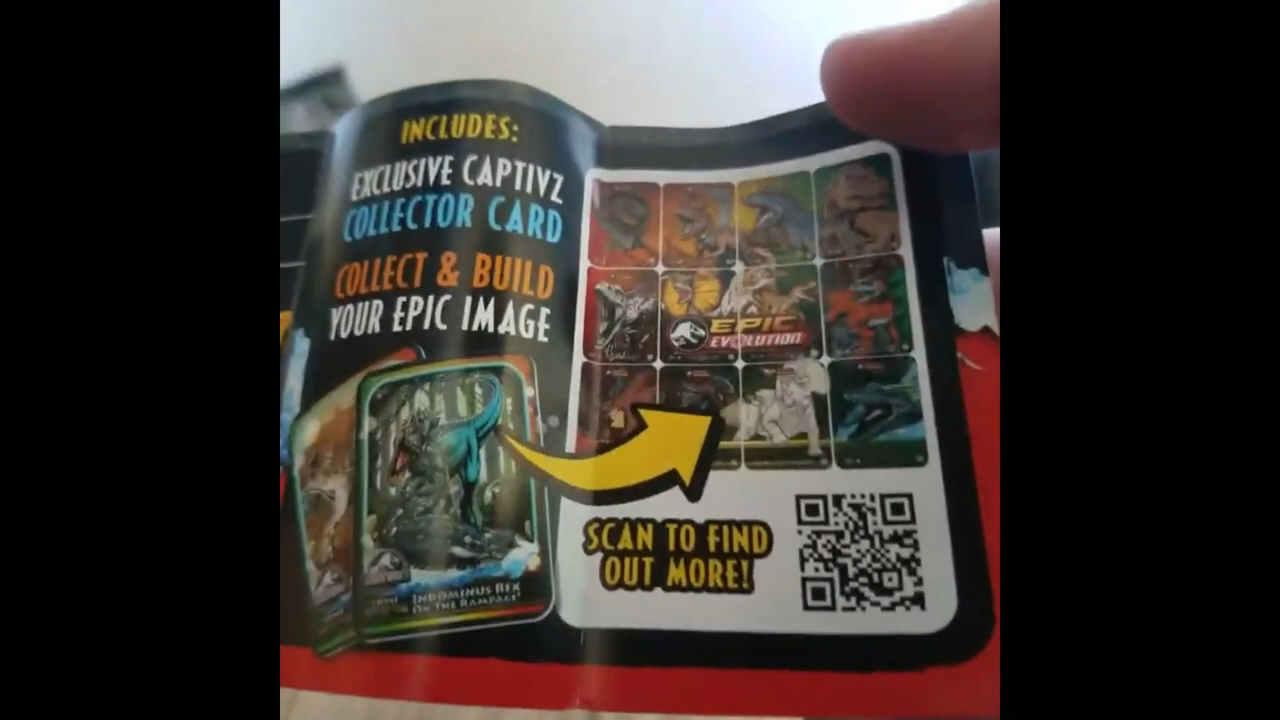 INCLUDES:
EXCLUSIVE CAPTIVZ
COLLECTOR CARD
COLLECT & BUILD
YOUR EPIC IMAGE
EPIC
EVOLUTION
INDOMINUS REX
ON THE RAMPAGE!
SCAN TO FIND
OUT MORE!